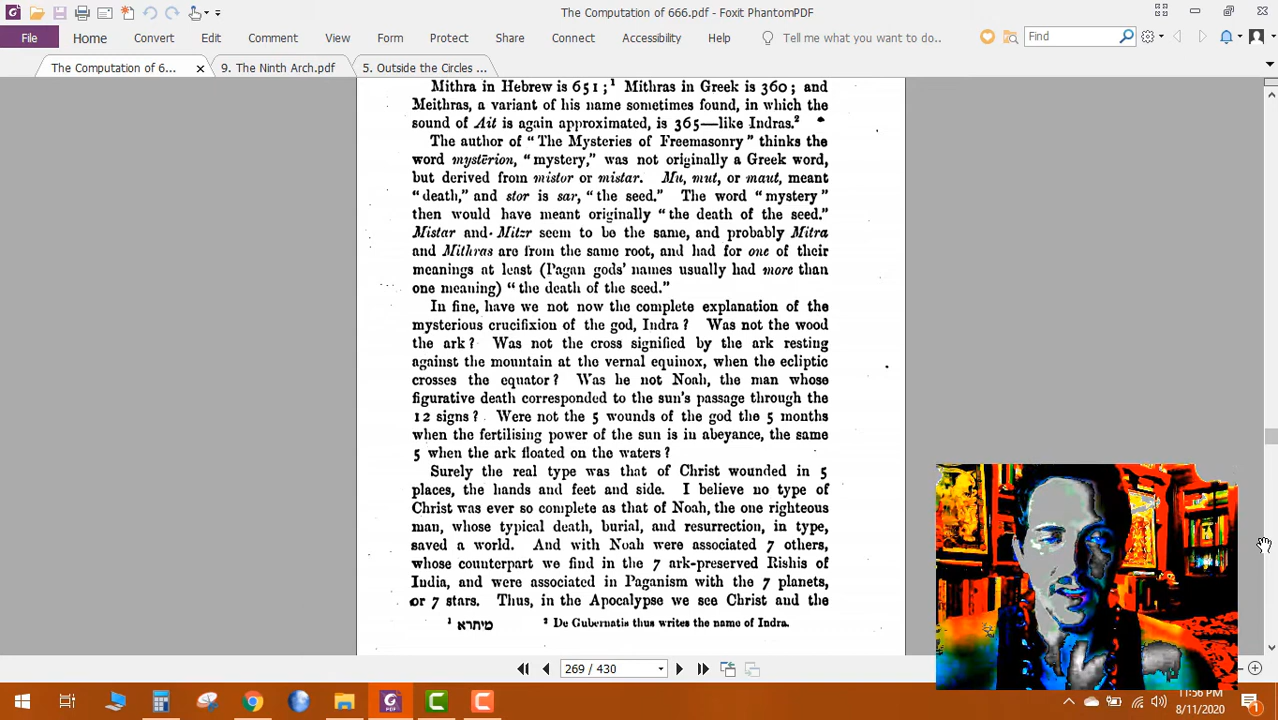 The Computation of 666.pdf - Foxit PhantomPDF
File Home Convert Edit Comment View Form Protect Share Connect Accessibility Help Tell me what you want to do.. Find
The Computation of 6... 9. The Ninth Arch.pdf 5. Outside the Circles ...
Mithra in Hebrew is 651;¹ Mithras in Greek is 360; and
Meithras, a variant of his name sometimes found, in which the
sound of Ait is again approximated, is 365—like Indras.²
The author of “The Mysteries of Freemasonry” thinks the
word mystērion, “mystery,” was not originally a Greek word,
but derived from mistor or mistar. Mu, mut, or maut, meant
“death,” and stor is sar, “the seed.” The word “mystery”
then would have meant originally “the death of the seed.”
Mistar and Mitzr seem to be the same, and probably Mitra
and Mithras are from the same root, and had for one of their
meanings at least (Pagan gods’ names usually had more than
one meaning) “the death of the seed.”
In fine, have we not now the complete explanation of the
mysterious crucifixion of the god, Indra? Was not the wood
the ark? Was not the cross signified by the ark resting
against the mountain at the vernal equinox, when the ecliptic
crosses the equator? Was he not Noah, the man whose
figurative death corresponded to the sun’s passage through the
12 signs? Were not the 5 wounds of the god the 5 months
when the fertilising power of the sun is in abeyance, the same
5 when the ark floated on the waters?
Surely the real type was that of Christ wounded in 5
places, the hands and feet and side. I believe no type of
Christ was ever so complete as that of Noah, the one righteous
man, whose typical death, burial, and resurrection, in type,
saved a world. And with Noah were associated 7 others,
whose counterpart we find in the 7 ark-preserved Rishis of
India, and were associated in Paganism with the 7 planets,
or 7 stars. Thus, in the Apocalypse we see Christ and the
¹ מיתרא ² De Gubernatis thus writes the name of Indra.
269 / 430
11:56 PM
8/11/2020